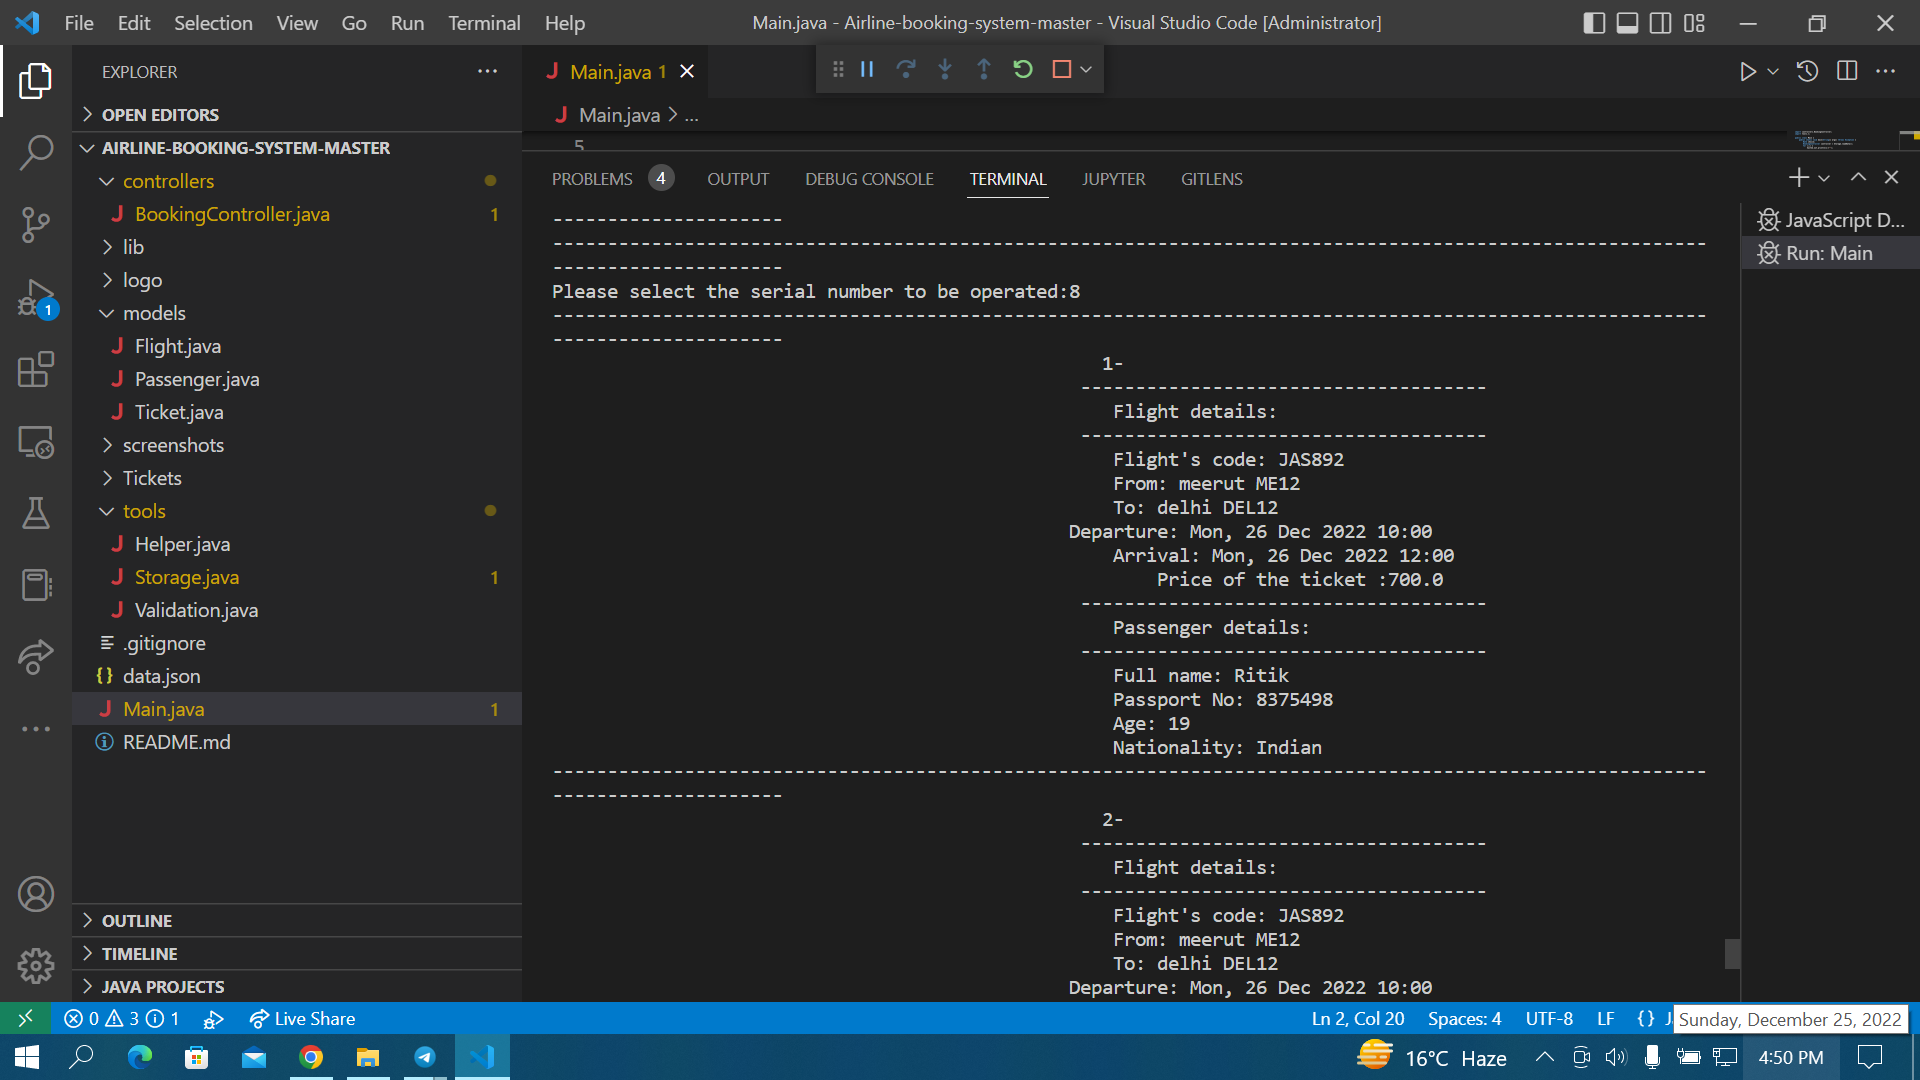 File Edit Selection View Go Run Terminal Help
Main.java - Airline-booking-system-master - Visual Studio Code [Administrator]
EXPLORER
OPEN EDITORS
AIRLINE-BOOKING-SYSTEM-MASTER
controllers
BookingController.java 1
lib
logo
models
Flight.java
Passenger.java
Ticket.java
screenshots
Tickets
tools
Helper.java
Storage.java 1
Validation.java
.gitignore
data.json
Main.java 1
README.md
OUTLINE
TIMELINE
JAVA PROJECTS
1
Main.java 1
Main.java > ...
5
PROBLEMS 4 OUTPUT DEBUG CONSOLE TERMINAL JUPYTER GITLENS
JavaScript D...
Run: Main
---------------------
---------------------------------------------------------------------------------------------------------
---------------------
Please select the serial number to be operated:8
---------------------------------------------------------------------------------------------------------
---------------------
1-
-------------------------------------
Flight details:
-------------------------------------
Flight's code: JAS892
From: meerut ME12
To: delhi DEL12
Departure: Mon, 26 Dec 2022 10:00
Arrival: Mon, 26 Dec 2022 12:00
Price of the ticket :700.0
-------------------------------------
Passenger details:
-------------------------------------
Full name: Ritik
Passport No: 8375498
Age: 19
Nationality: Indian
---------------------------------------------------------------------------------------------------------
---------------------
2-
-------------------------------------
Flight details:
-------------------------------------
Flight's code: JAS892
From: meerut ME12
To: delhi DEL12
Departure: Mon, 26 Dec 2022 10:00
0 3 1 Live Share
Ln 2, Col 20 Spaces: 4 UTF-8 LF {} Sunday, December 25, 2022
16°C Haze 4:50 PM